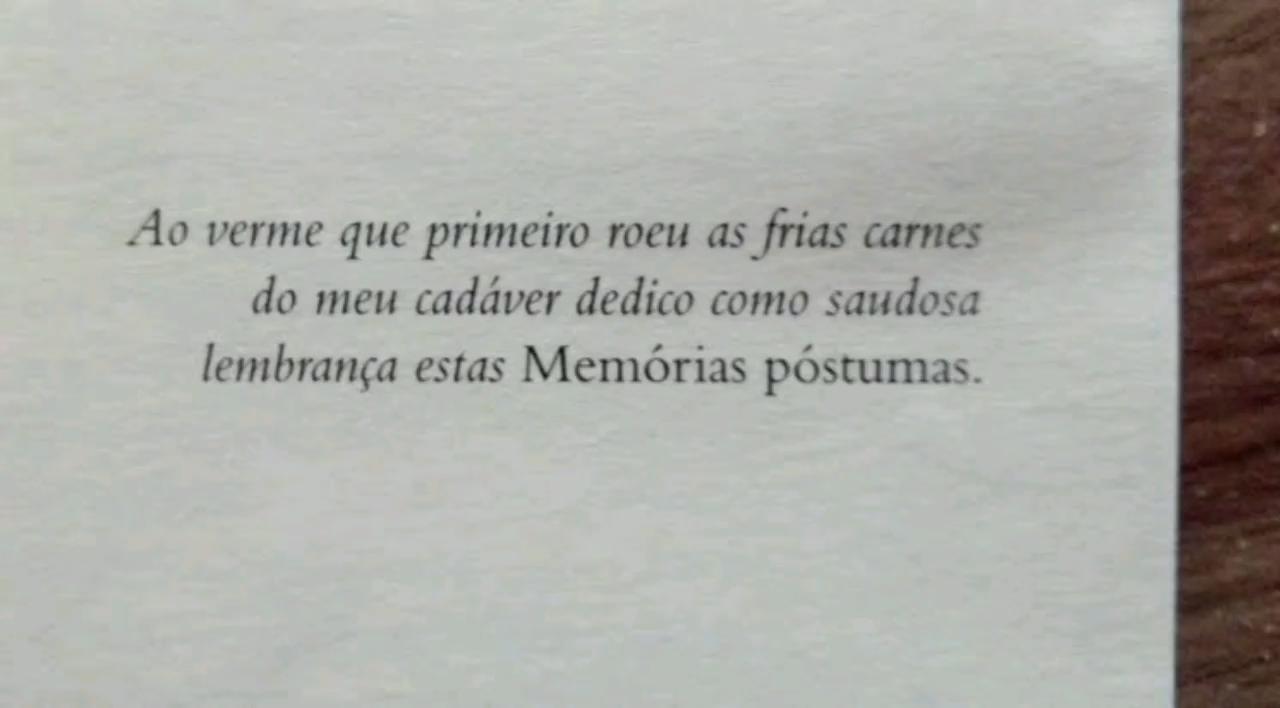 Ao verme que primeiro roeu as frias carnes
do meu cadáver dedico como saudosa
lembrança estas Memórias póstumas.